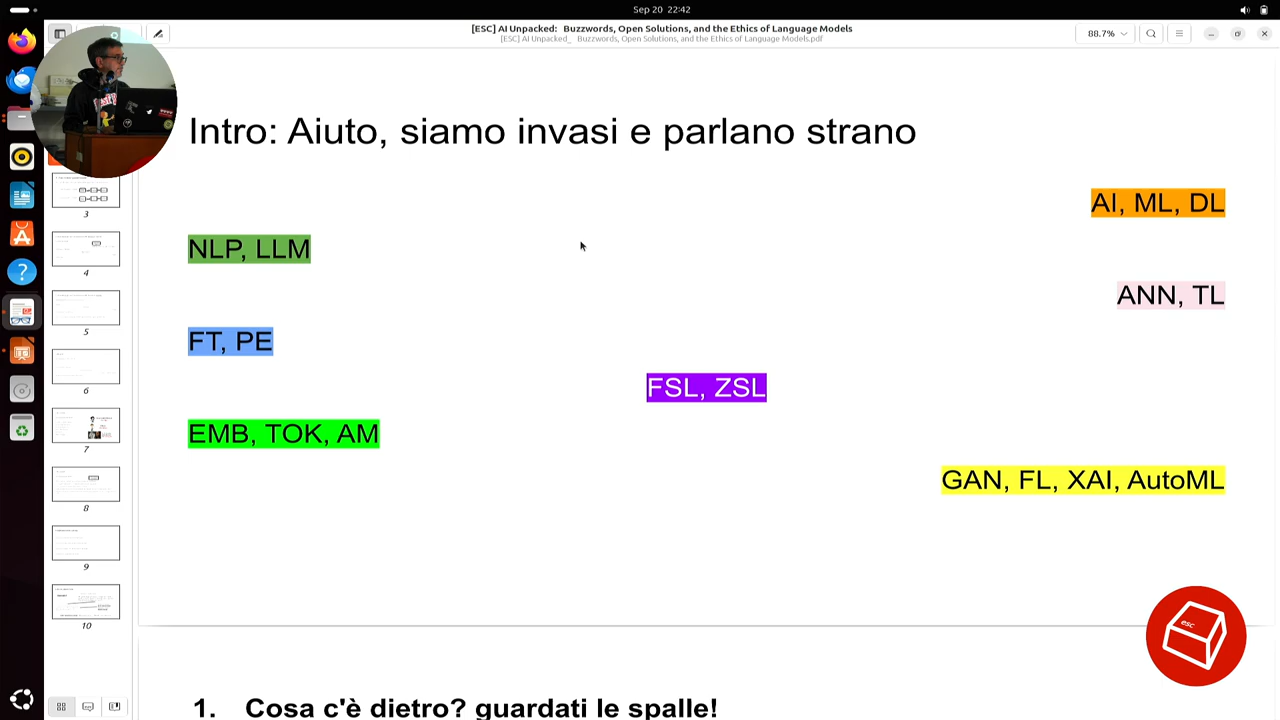 Sep 20 22:42
[ESC] AI Unpacked: Buzzwords, Open Solutions, and the Ethics of Language Models
[ESC] AI Unpacked_ Buzzwords, Open Solutions, and the Ethics of Language Models.pdf
88.7%
Intro: Aiuto, siamo invasi e parlano strano
AI, ML, DL
NLP, LLM
ANN, TL
FT, PE
FSL, ZSL
EMB, TOK, AM
GAN, FL, XAI, AutoML
esc
1. Cosa c'è dietro? guardati le spalle!
3
4
5
6
7
8
9
10